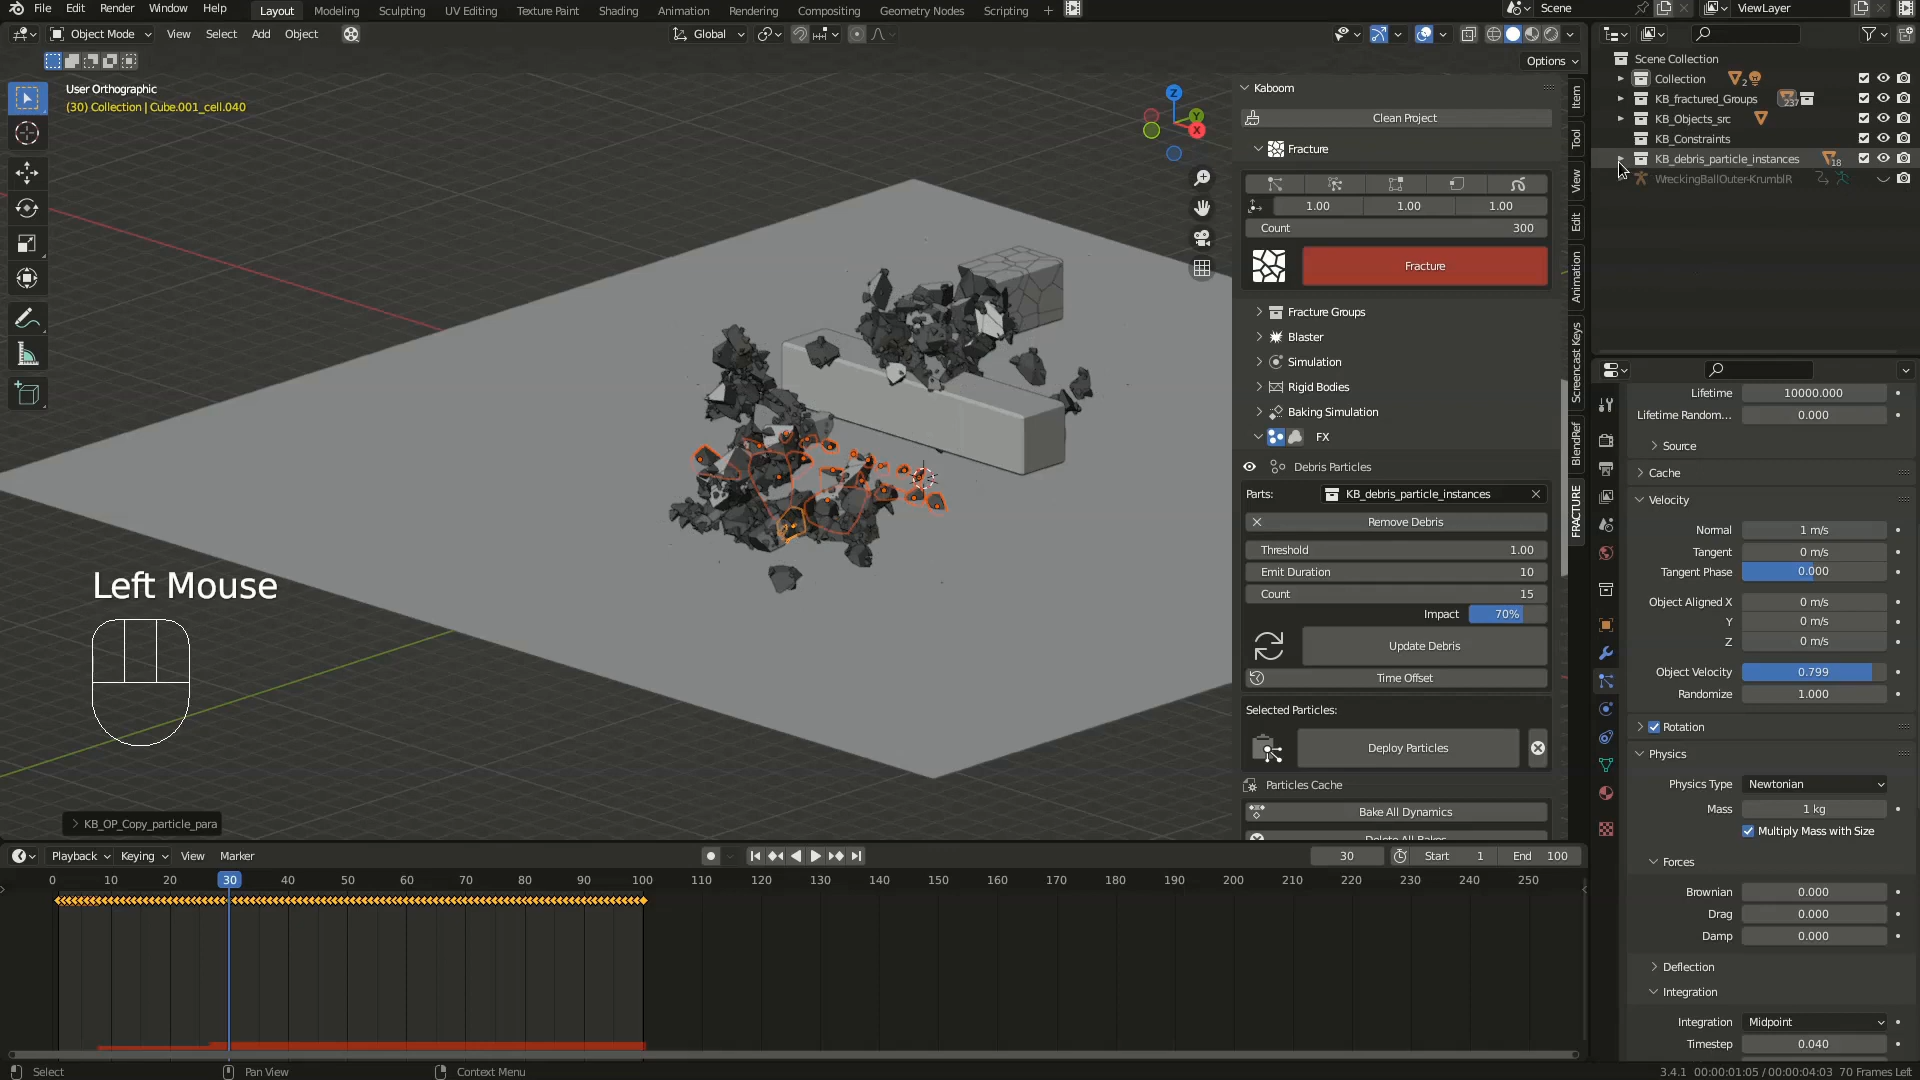 File Edit Render Window Help Layout Modeling Sculpting UV Editing Texture Paint Shading Animation Rendering Compositing Geometry Nodes Scripting + Scene ViewLayer
Object Mode View Select Add Object Global
Options
User Orthographic
(30) Collection | Cube.001_cell.040
Z
Y
X
Left Mouse
KB_OP_Copy_particle_para
Kaboom
Clean Project
Fracture
1.00 1.00 1.00
Count 300
Fracture
Fracture Groups
Blaster
Simulation
Rigid Bodies
Baking Simulation
FX
Debris Particles
Parts: KB_debris_particle_instances
Remove Debris
Threshold 1.00
Emit Duration 10
Count 15
Impact 70%
Update Debris
Time Offset
Selected Particles:
Deploy Particles
Particles Cache
Bake All Dynamics
Delete All Bakes
Item
Tool
View
Edit
Animation
Screencast Keys
BlendRef
FRACTURE
Scene Collection
Collection 2
KB_fractured_Groups 237
KB_Objects_src
KB_Constraints
KB_debris_particle_instances 18
WreckingBallOuter-KrumblR
Lifetime 10000.000
Lifetime Random... 0.000
Source
Cache
Velocity
Normal 1 m/s
Tangent 0 m/s
Tangent Phase 0.000
Object Aligned X 0 m/s
Y 0 m/s
Z 0 m/s
Object Velocity 0.799
Randomize 1.000
Rotation
Physics
Physics Type Newtonian
Mass 1 kg
Multiply Mass with Size
Forces
Brownian 0.000
Drag 0.000
Damp 0.000
Deflection
Integration
Integration Midpoint
Timestep 0.040
Playback Keying View Marker 30 Start 1 End 100
0 10 20 30 40 50 60 70 80 90 100 110 120 130 140 150 160 170 180 190 200 210 220 230 240 250
Select Pan View Context Menu 3.4.1 00:00:01:05 / 00:00:04:03 70 Frames Left